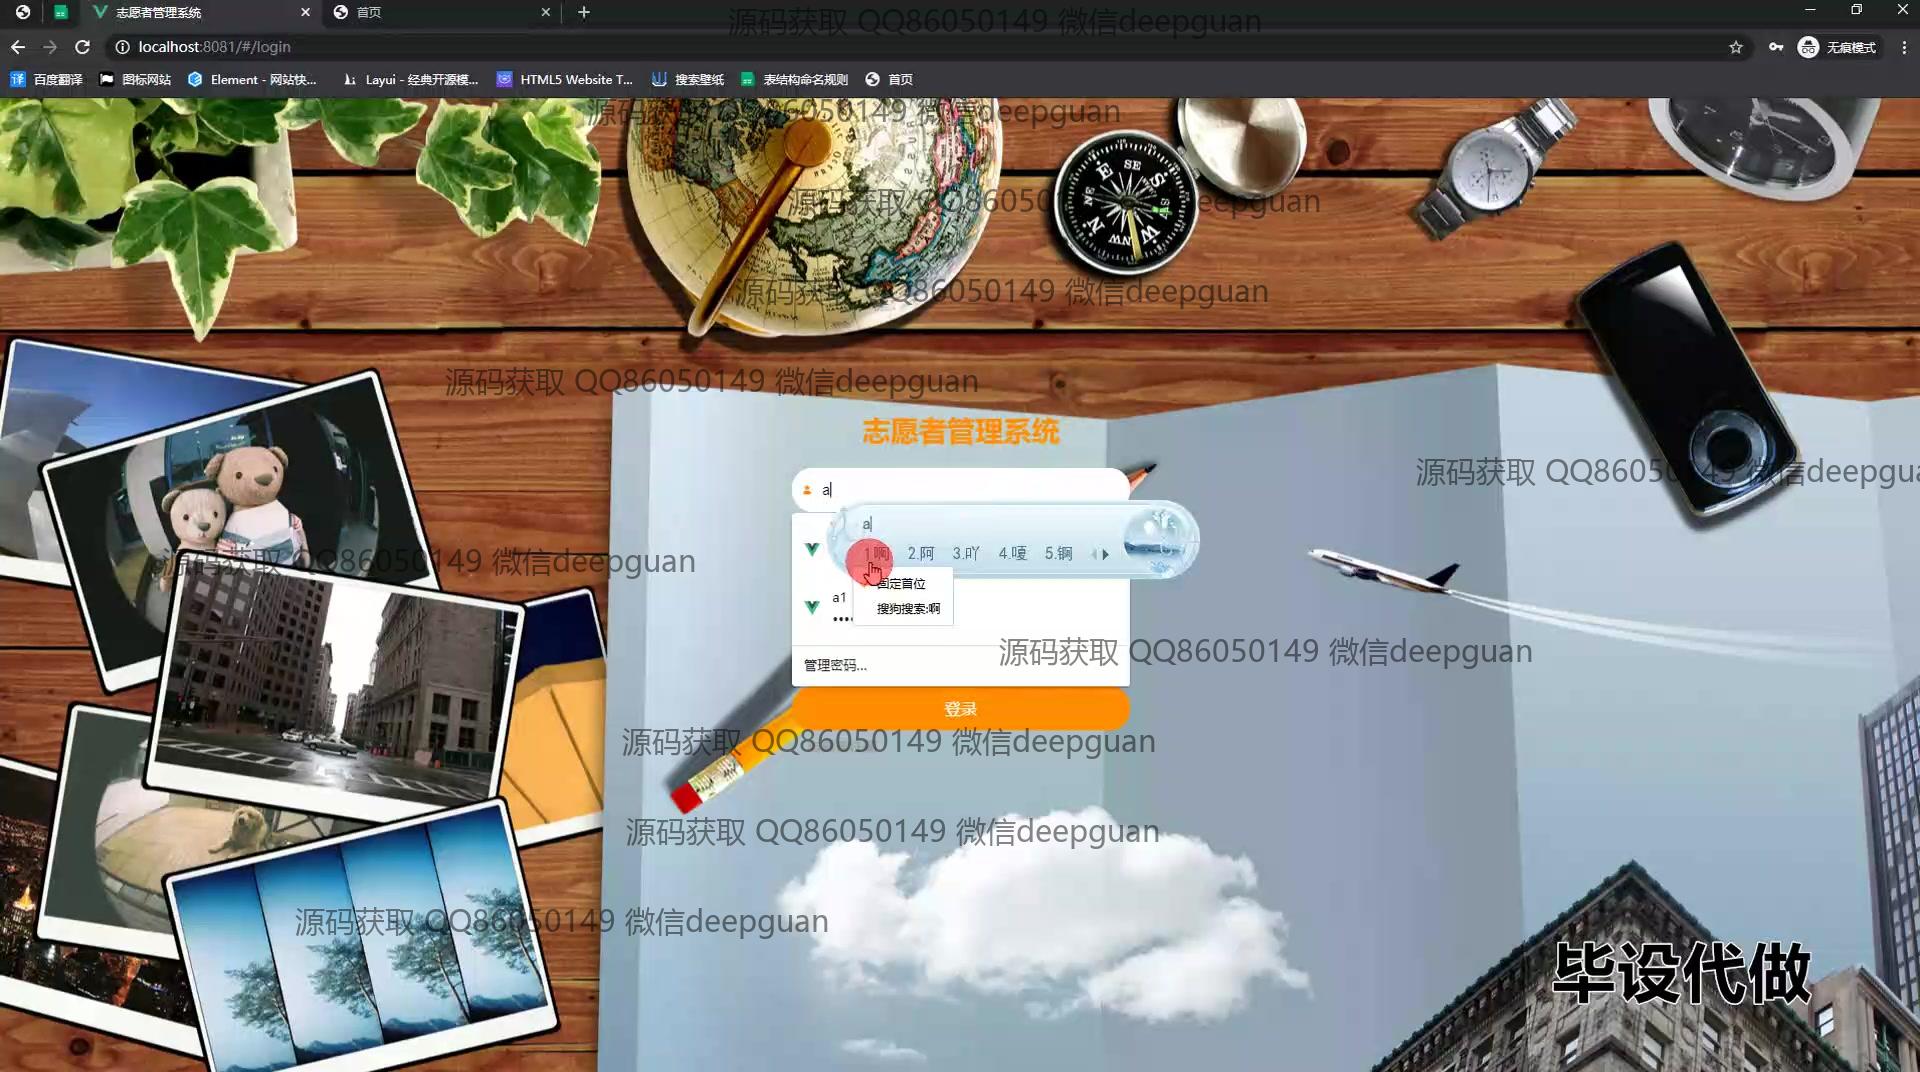 志愿者管理系统
首页
源码获取 QQ86050149 微信deepguan
localhost:8081/#/login
无痕模式
百度翻译
图标网站
Element - 网站快...
Layui - 经典开源模...
HTML5 Website T...
搜索壁纸
表结构命名规则
首页
源码获取 QQ86050149 微信deepguan
源码获取 QQ86050149 微信deepguan
源码获取 QQ86050149 微信deepguan
源码获取 QQ86050149 微信deepguan
志愿者管理系统
源码获取 QQ86050149 微信deepgua
a
a
1.啊 2.阿 3.吖 4.嗄 5.锕
源码获取 QQ86050149 微信deepguan
固定首位
a1
搜狗搜索:啊
源码获取 QQ86050149 微信deepguan
管理密码...
登录
源码获取 QQ86050149 微信deepguan
源码获取 QQ86050149 微信deepguan
源码获取 QQ86050149 微信deepguan
毕设代做